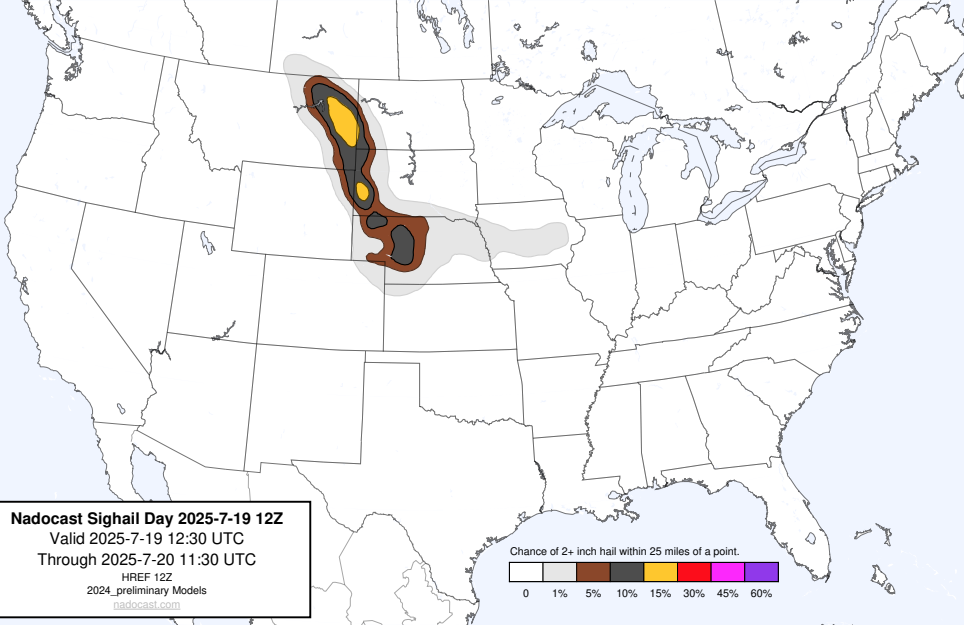 Nadocast Sighail Day 2025-7-19 12Z
Valid 2025-7-19 12:30 UTC
Through 2025-7-20 11:30 UTC
HREF 12Z
2024_preliminary Models
nadocast.com
Chance of 2+ inch hail within 25 miles of a point.
0 1% 5% 10% 15% 30% 45% 60%